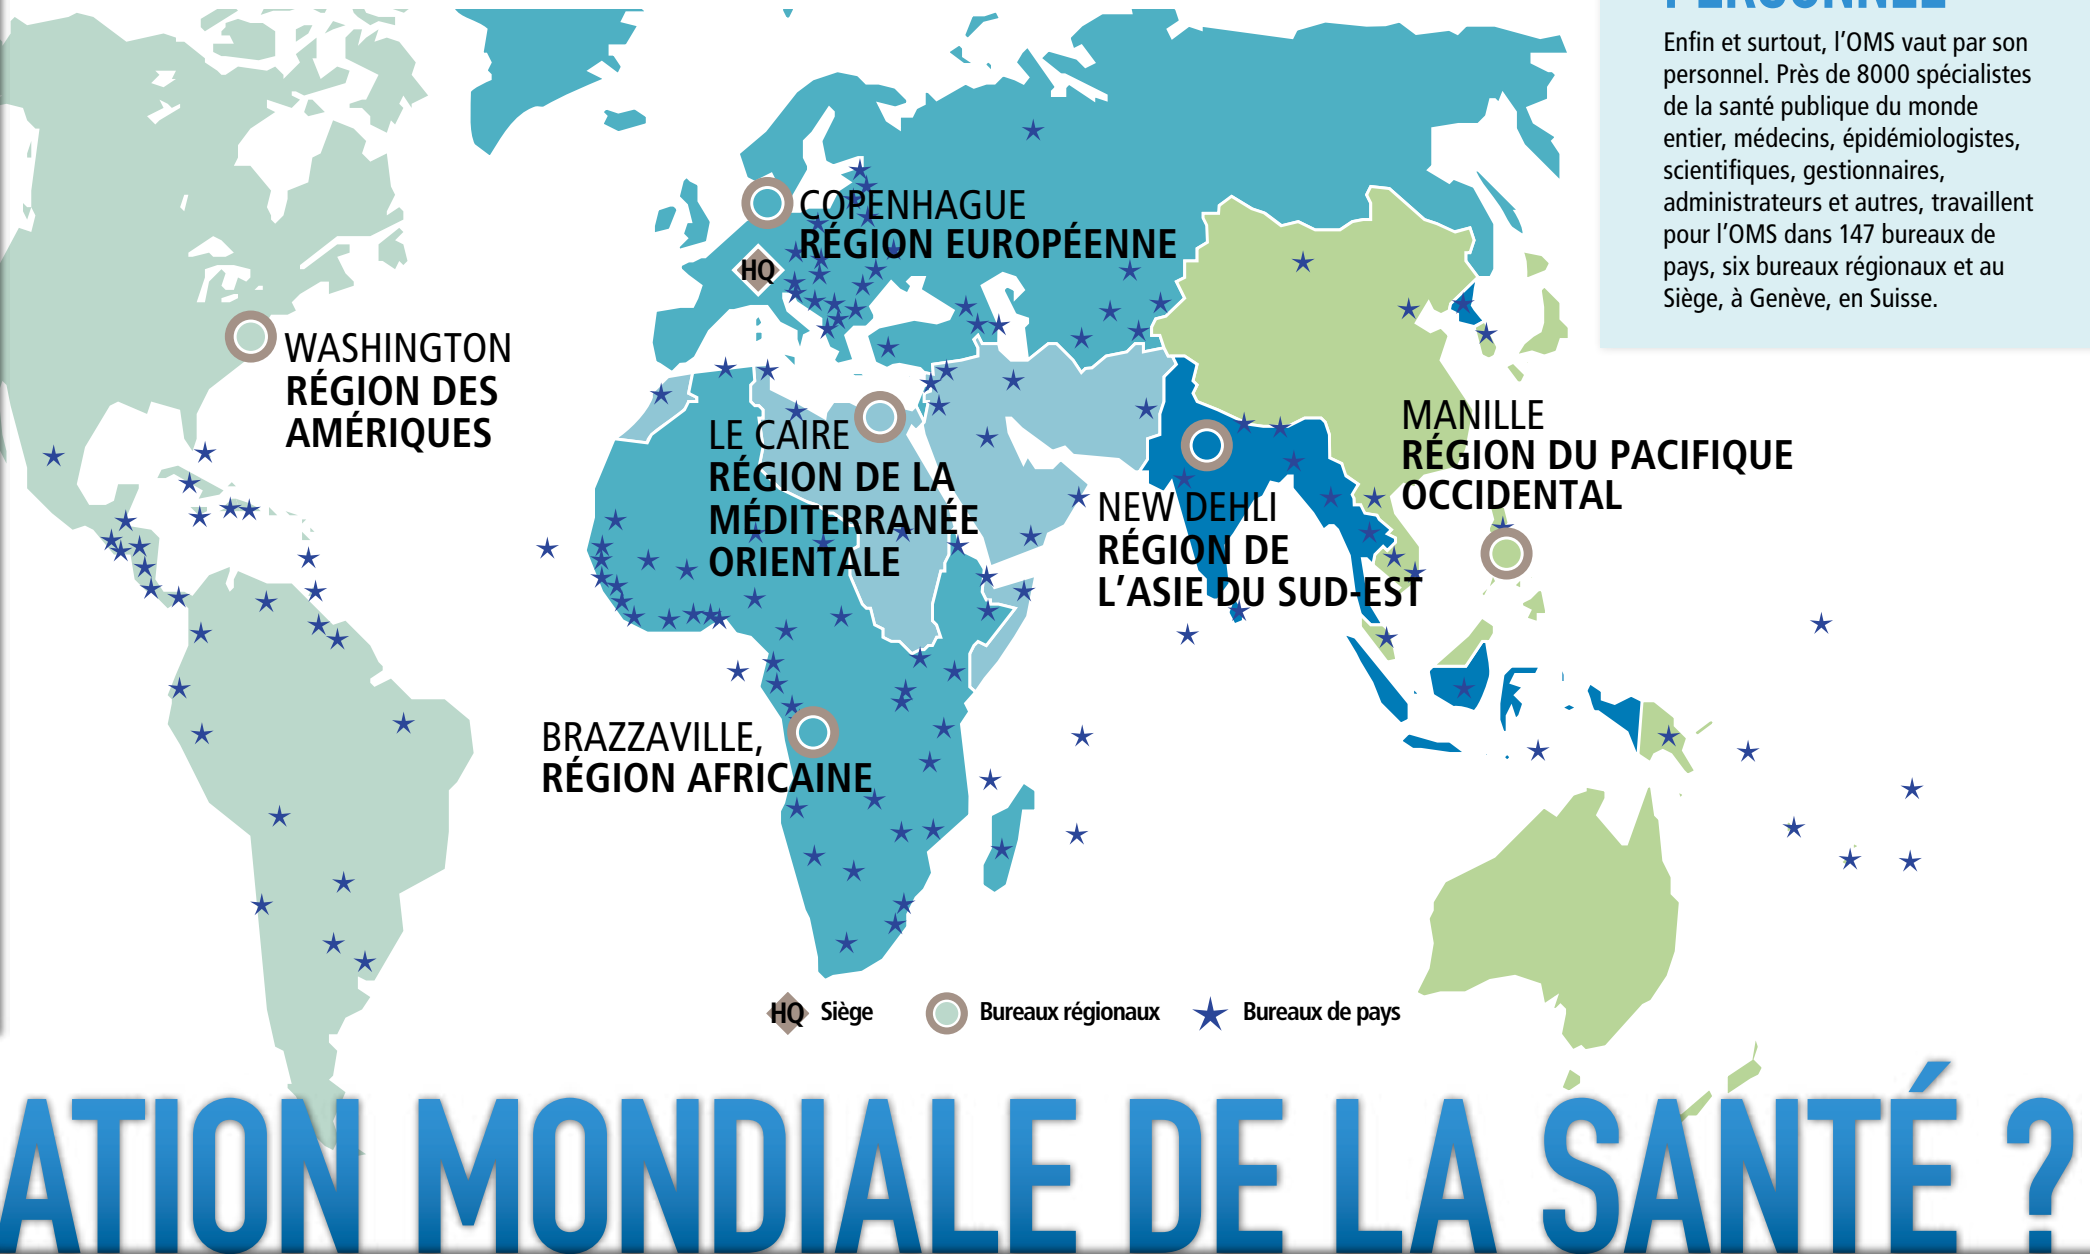 PERSONNEL
Enfin et surtout, l’OMS vaut par son
personnel. Près de 8000 spécialistes
de la santé publique du monde
entier, médecins, épidémiologistes,
scientifiques, gestionnaires,
administrateurs et autres, travaillent
pour l’OMS dans 147 bureaux de
pays, six bureaux régionaux et au
Siège, à Genève, en Suisse.
COPENHAGUE
RÉGION EUROPÉENNE
HQ
WASHINGTON
RÉGION DES
AMÉRIQUES
LE CAIRE
RÉGION DE LA
MÉDITERRANÉE
ORIENTALE
MANILLE
RÉGION DU PACIFIQUE
OCCIDENTAL
NEW DEHLI
RÉGION DE
L’ASIE DU SUD-EST
BRAZZAVILLE,
RÉGION AFRICAINE
HQ Siège
Bureaux régionaux
Bureaux de pays
ATION MONDIALE DE LA SANTÉ ?